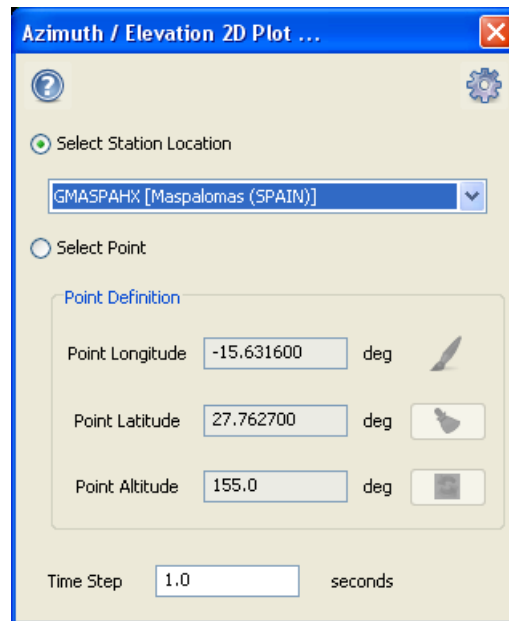 Azimuth / Elevation 2D Plot ...
?
Select Station Location
GMASPAHX [Maspalomas (SPAIN)]
Select Point
Point Definition
Point Longitude -15.631600 deg
Point Latitude 27.762700 deg
Point Altitude 155.0 deg
Time Step 1.0 seconds